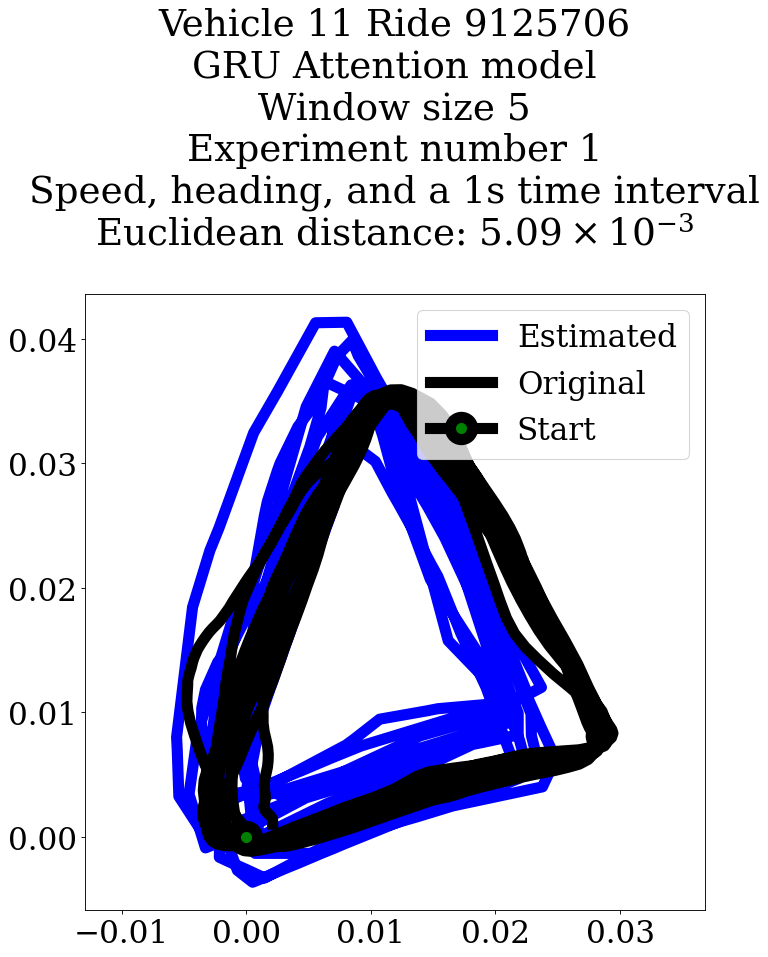 Vehicle 11 Ride 9125706
GRU Attention model
Window size 5
Experiment number 1
Speed, heading, and a 1s time interval
Euclidean distance: 5.09 × 10⁻³
Estimated
Original
Start
0.04
0.03
0.02
0.01
0.00
−0.01 0.00 0.01 0.02 0.03